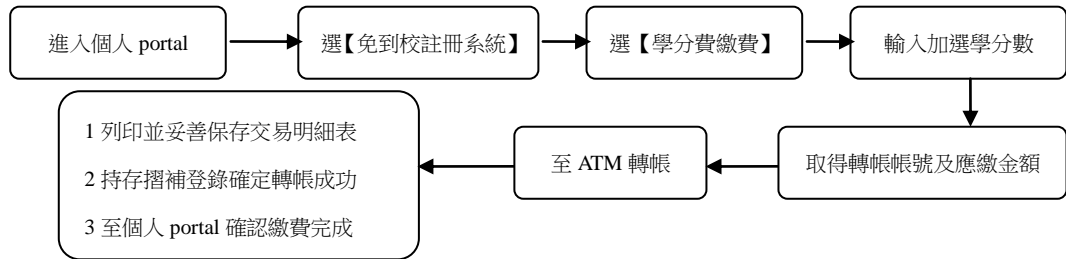 進入個人 portal
選【免到校註冊系統】
選【學分費繳費】
輸入加選學分數
取得轉帳帳號及應繳金額
至 ATM 轉帳
1 列印並妥善保存交易明細表
2 持存摺補登錄確定轉帳成功
3 至個人 portal 確認繳費完成